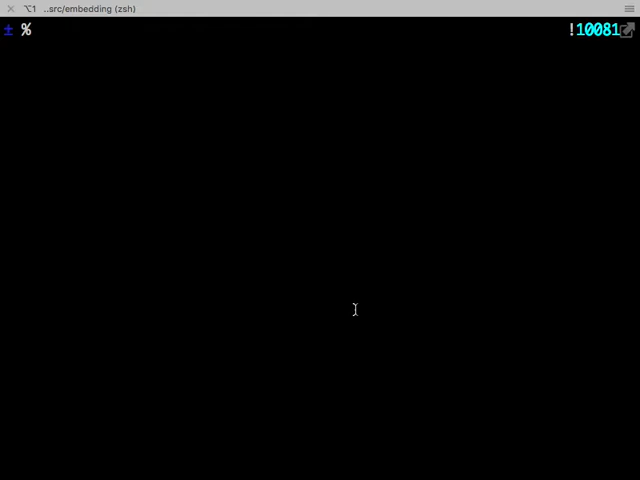 ⌥1 ..src/embedding (zsh)
± % !10081